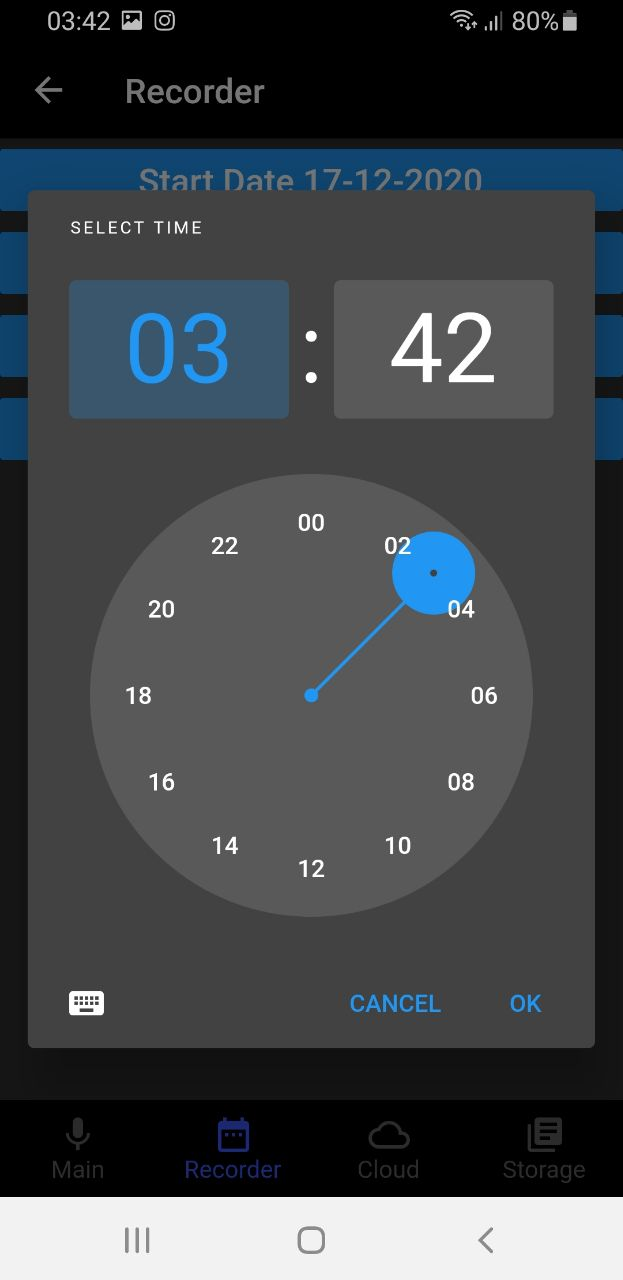 03:42 80%
Recorder
Start Date 17-12-2020
SELECT TIME
03 : 42
00
22 02
20 04
18 06
16 08
14 10
12
CANCEL OK
Main Recorder Cloud Storage